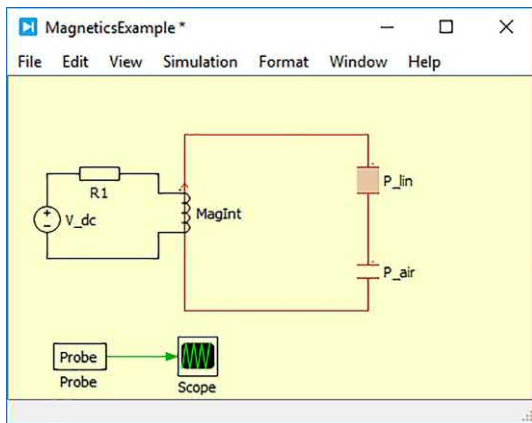 MagneticsExample *
File Edit View Simulation Format Window Help
R1
P_lin
V_dc
MagInt
P_air
Probe
Probe
Scope